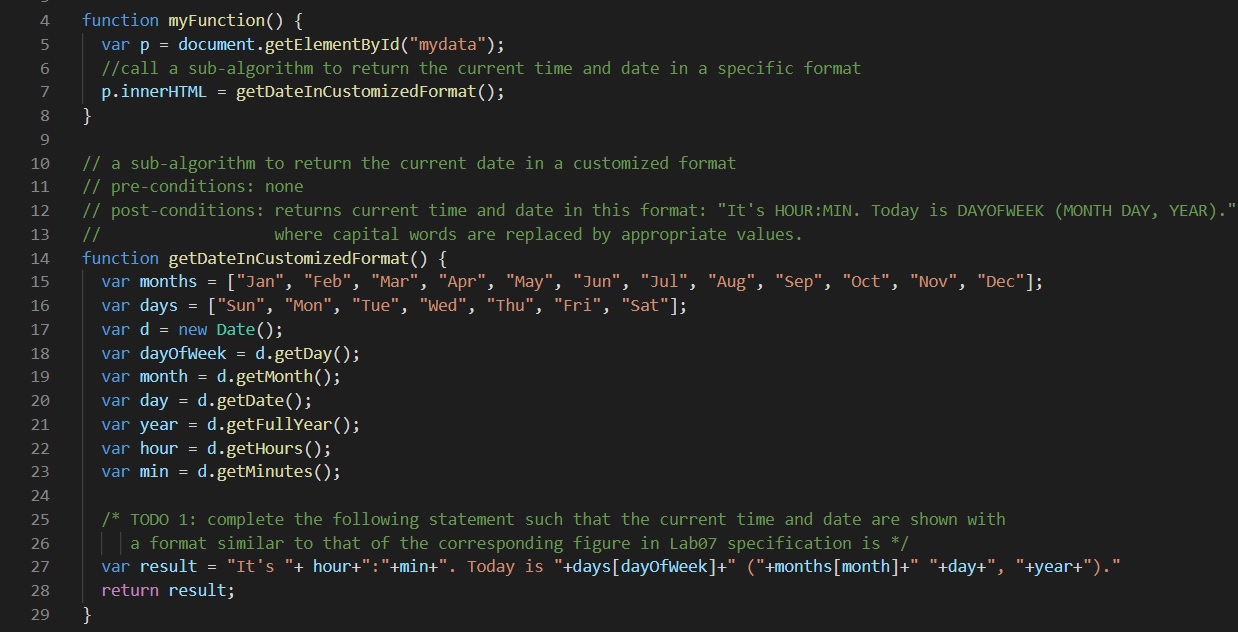 4 function myFunction() {
5 var p = document.getElementById("mydata");
6 //call a sub-algorithm to return the current time and date in a specific format
7 p.innerHTML = getDateInCustomizedFormat();
8 }
9
10 // a sub-algorithm to return the current date in a customized format
11 // pre-conditions: none
12 // post-conditions: returns current time and date in this format: "It's HOUR:MIN. Today is DAYOFWEEK (MONTH DAY, YEAR)."
13 //                  where capital words are replaced by appropriate values.
14 function getDateInCustomizedFormat() {
15 var months = ["Jan", "Feb", "Mar", "Apr", "May", "Jun", "Jul", "Aug", "Sep", "Oct", "Nov", "Dec"];
16 var days = ["Sun", "Mon", "Tue", "Wed", "Thu", "Fri", "Sat"];
17 var d = new Date();
18 var dayOfWeek = d.getDay();
19 var month = d.getMonth();
20 var day = d.getDate();
21 var year = d.getFullYear();
22 var hour = d.getHours();
23 var min = d.getMinutes();
24
25 /* TODO 1: complete the following statement such that the current time and date are shown with
26 a format similar to that of the corresponding figure in Lab07 specification is */
27 var result = "It's "+ hour+":"+min+". Today is "+days[dayOfWeek]+" ("+months[month]+" "+day+", "+year+")."
28 return result;
29 }